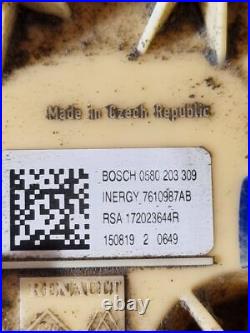 Made in Czech Republic
BOSCH 0580 203 309
INERGY 7610987AB
RSA 172023644R
150819 2 0649
RENAULT